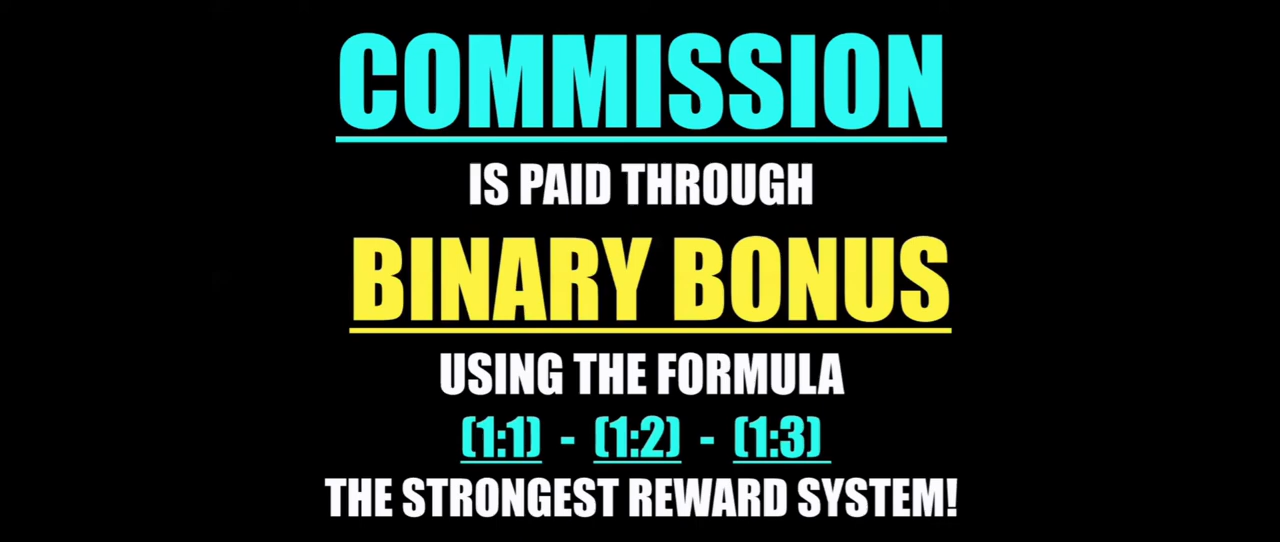 COMMISSION
IS PAID THROUGH
BINARY BONUS
USING THE FORMULA
(1:1) - (1:2) - (1:3)
THE STRONGEST REWARD SYSTEM!